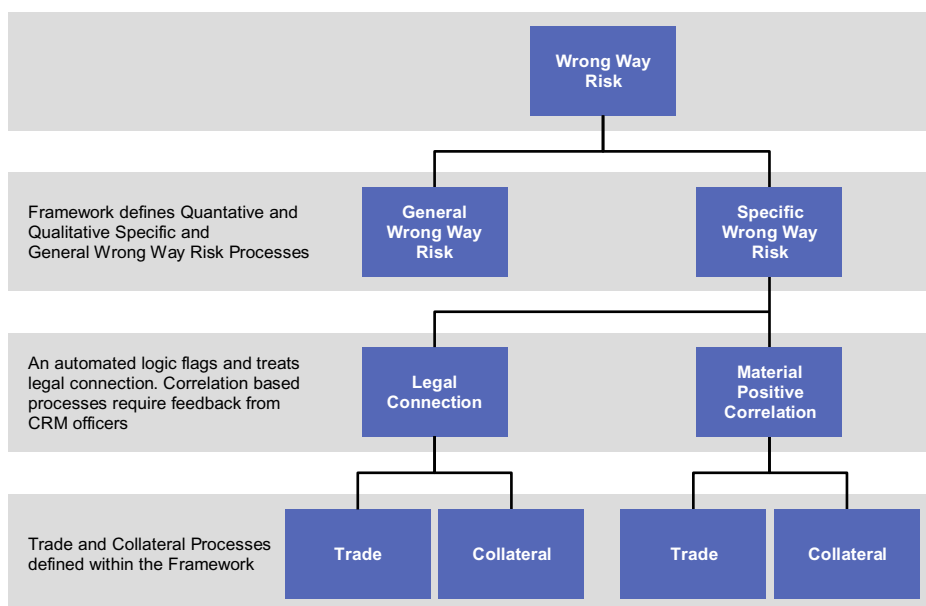 Wrong Way
Risk
Framework defines Quantative and
Qualitative Specific and
General Wrong Way Risk Processes
General
Wrong Way
Risk
Specific
Wrong Way
Risk
An automated logic flags and treats
legal connection. Correlation based
processes require feedback from
CRM officers
Legal
Connection
Material
Positive
Correlation
Trade and Collateral Processes
defined within the Framework
Trade
Collateral
Trade
Collateral